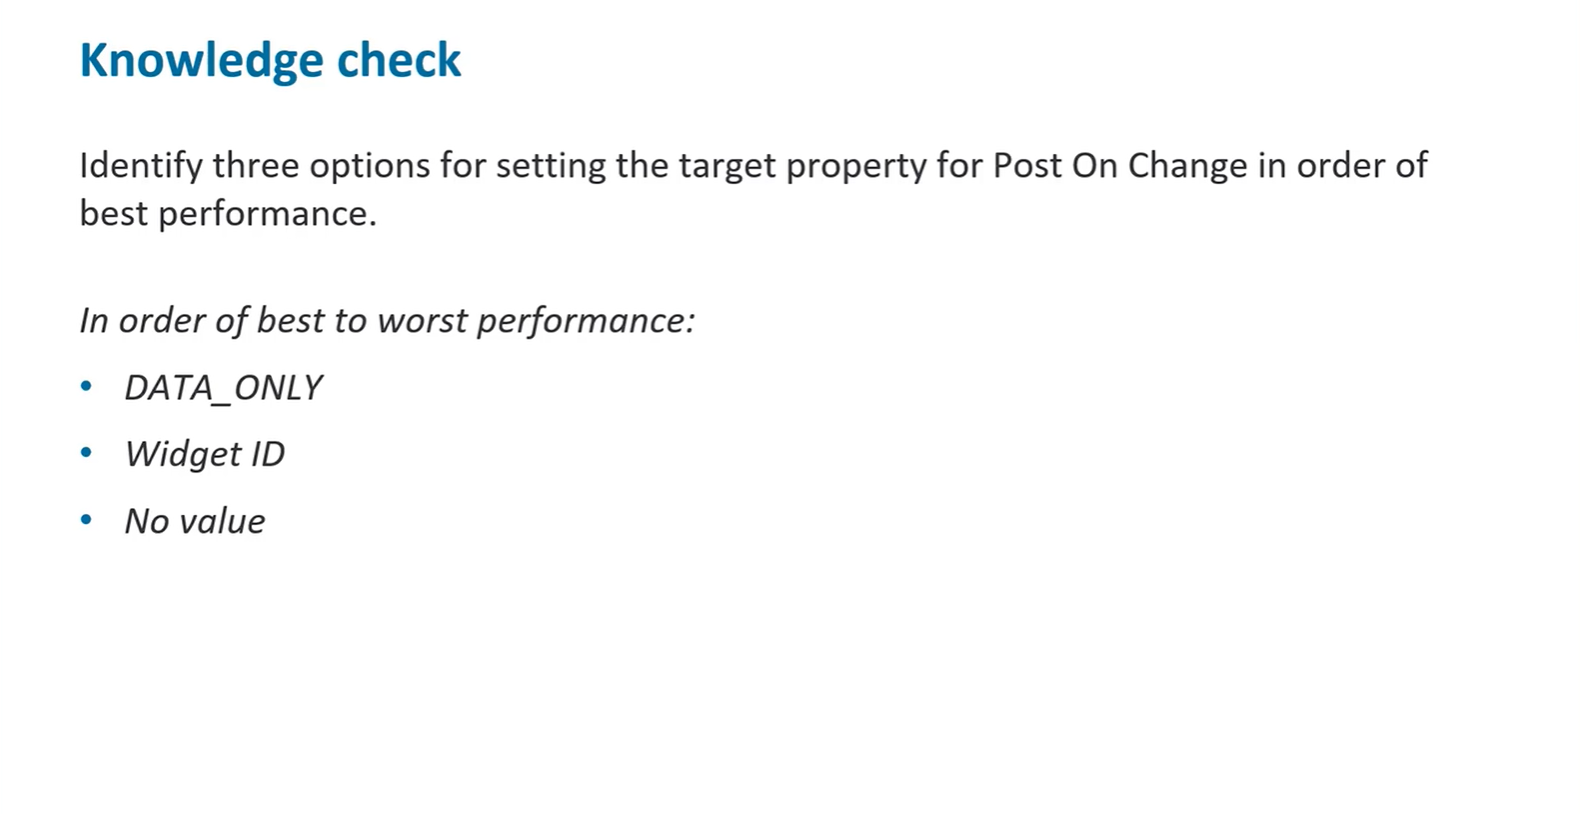 Knowledge check
Identify three options for setting the target property for Post On Change in order of
best performance.
In order of best to worst performance:
• DATA_ONLY
• Widget ID
• No value